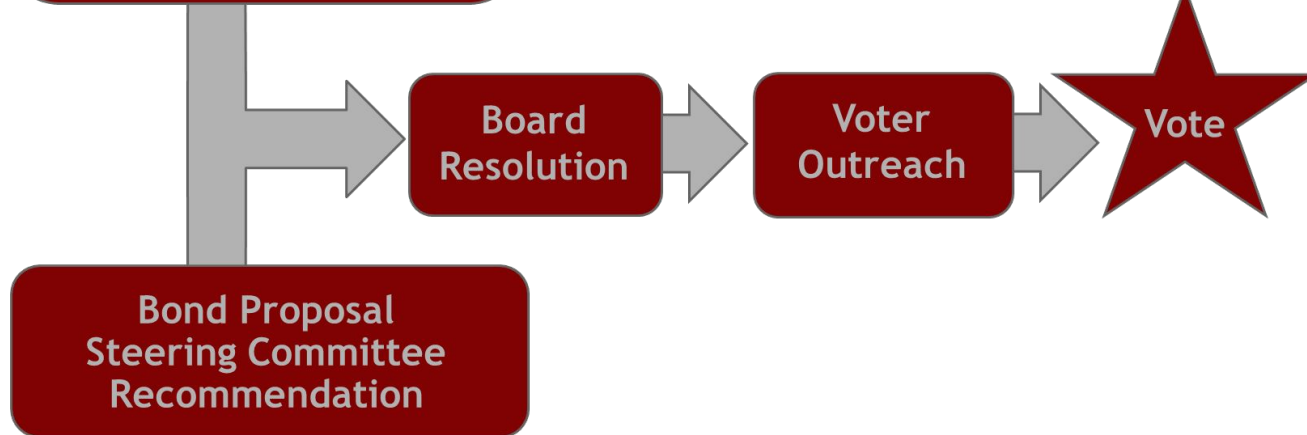 Board
Resolution
Voter
Outreach
Vote
Bond Proposal
Steering Committee
Recommendation